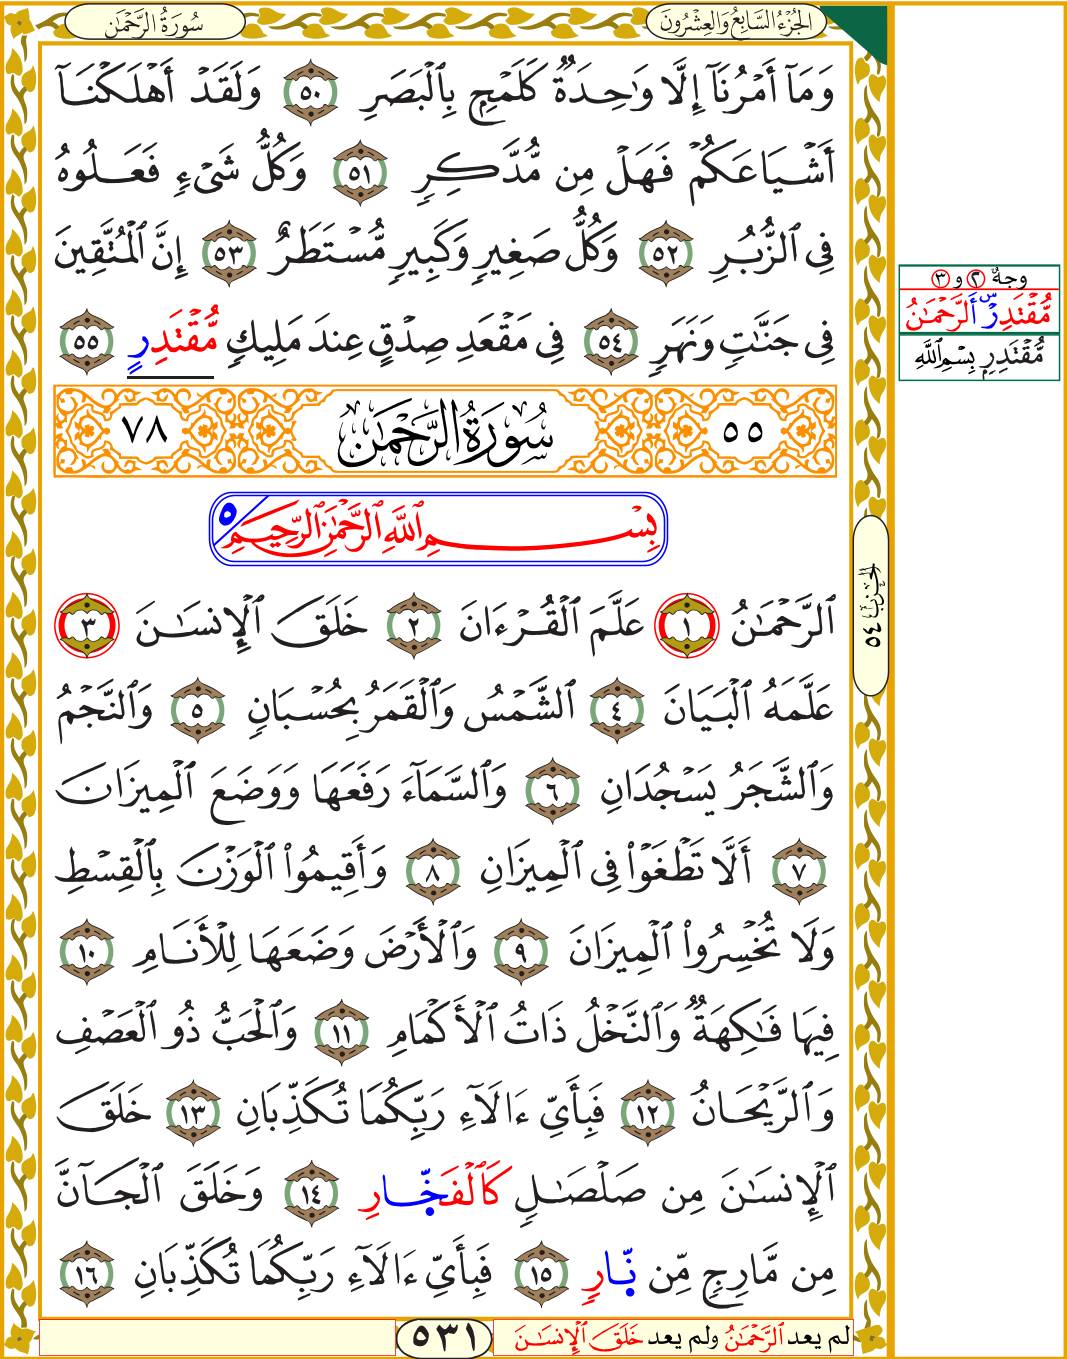 الجُزْءُ السَّابِعُ وَالعِشْرُونَ
سُورَةُ الرَّحْمَٰن
وَمَآ أَمْرُنَآ إِلَّا وَٰحِدَةٌ كَلَمْحِۭ بِٱلْبَصَرِ ٥٠ وَلَقَدْ أَهْلَكْنَآ
أَشْيَاعَكُمْ فَهَلْ مِن مُّدَّكِرٍ ٥١ وَكُلُّ شَىْءٍ فَعَلُوهُ
فِى ٱلزُّبُرِ ٥٢ وَكُلُّ صَغِيرٍ وَكَبِيرٍ مُّسْتَطَرٌ ٥٣ إِنَّ ٱلْمُتَّقِينَ
فِى جَنَّٰتٍ وَنَهَرٍ ٥٤ فِى مَقْعَدِ صِدْقٍ عِندَ مَلِيكٍ مُّقْتَدِرٍ ٥٥
وجهٌ ٢ و ٣
مُّقْتَدِرٍ ۣ س أَلرَّحْمَٰنُ
مُّقْتَدِرٍ بِسْمِ ٱللَّهِ
٥٥ سُورَةُ الرَّحْمَٰن ٧٨
بِسْمِ ٱللَّهِ ٱلرَّحْمَٰنِ ٱلرَّحِيمِ ٥
ٱلرَّحْمَٰنُ ١ عَلَّمَ ٱلْقُرْءَانَ ٢ خَلَقَ ٱلْإِنسَٰنَ ٣
عَلَّمَهُ ٱلْبَيَانَ ٤ ٱلشَّمْسُ وَٱلْقَمَرُ بِحُسْبَانٍ ٥ وَٱلنَّجْمُ
وَٱلشَّجَرُ يَسْجُدَانِ ٦ وَٱلسَّمَآءَ رَفَعَهَا وَوَضَعَ ٱلْمِيزَانَ
٧ أَلَّا تَطْغَوْا۟ فِى ٱلْمِيزَانِ ٨ وَأَقِيمُوا۟ ٱلْوَزْنَ بِٱلْقِسْطِ
وَلَا تُخْسِرُوا۟ ٱلْمِيزَانَ ٩ وَٱلْأَرْضَ وَضَعَهَا لِلْأَنَامِ ١٠
فِيهَا فَٰكِهَةٌ وَٱلنَّخْلُ ذَاتُ ٱلْأَكْمَامِ ١١ وَٱلْحَبُّ ذُو ٱلْعَصْفِ
وَٱلرَّيْحَانُ ١٢ فَبِأَىِّ ءَالَآءِ رَبِّكُمَا تُكَذِّبَانِ ١٣ خَلَقَ
ٱلْإِنسَٰنَ مِن صَلْصَٰلٍ كَٱلْفَخَّارِ ١٤ وَخَلَقَ ٱلْجَآنَّ
مِن مَّارِجٍ مِّن نَّارٍ ١٥ فَبِأَىِّ ءَالَآءِ رَبِّكُمَا تُكَذِّبَانِ ١٦
الحزب ٥٤
لم يعد ٱلرَّحْمَٰنُ ولم يعد خَلَقَ ٱلْإِنسَٰنَ
٥٣١